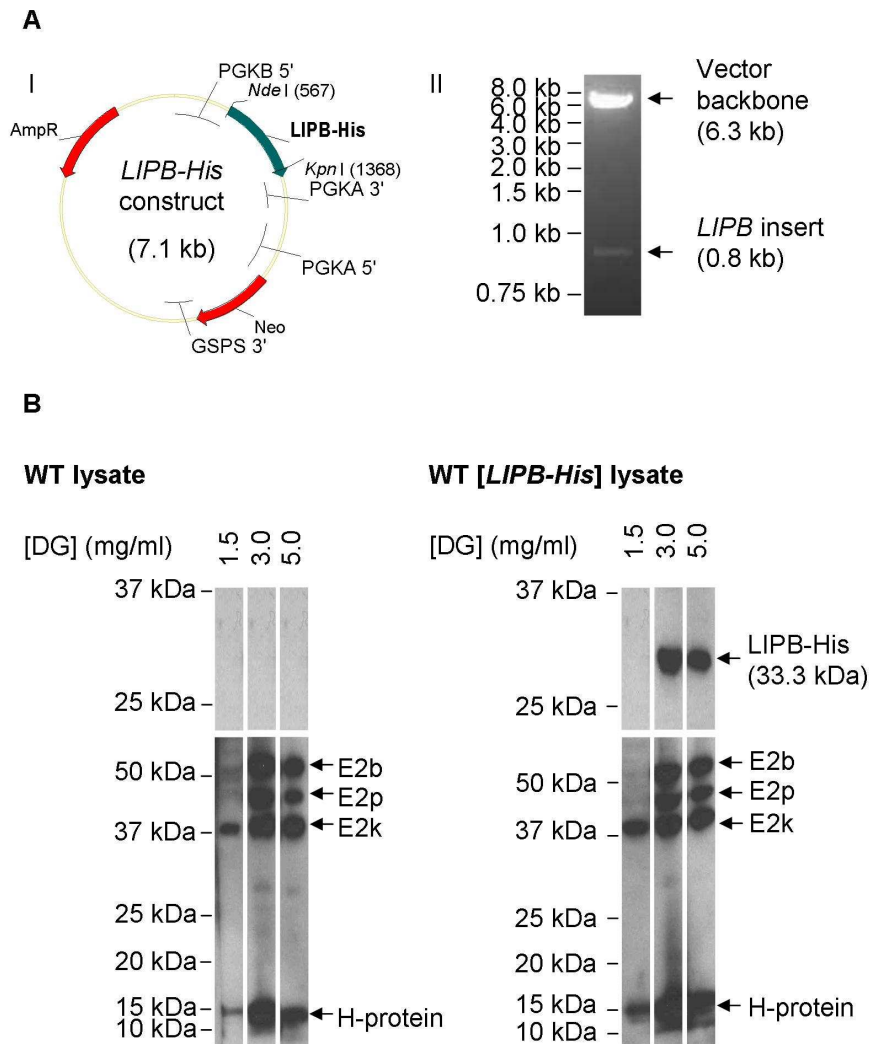 A
I
PGKB 5'
NdeI (567)
AmpR
LIPB-His
KpnI (1368)
LIPB-His
construct
(7.1 kb)
PGKA 3'
PGKA 5'
Neo
GSPS 3'
II
8.0 kb
6.0 kb
4.0 kb
3.0 kb
2.0 kb
1.5 kb
1.0 kb
0.75 kb
Vector
backbone
(6.3 kb)
LIPB insert
(0.8 kb)
B
WT lysate
[DG] (mg/ml) 1.5 3.0 5.0
37 kDa
25 kDa
50 kDa
37 kDa
25 kDa
20 kDa
15 kDa
10 kDa
E2b
E2p
E2k
H-protein
WT [LIPB-His] lysate
[DG] (mg/ml) 1.5 3.0 5.0
37 kDa
25 kDa
LIPB-His
(33.3 kDa)
50 kDa
37 kDa
25 kDa
20 kDa
15 kDa
10 kDa
E2b
E2p
E2k
H-protein